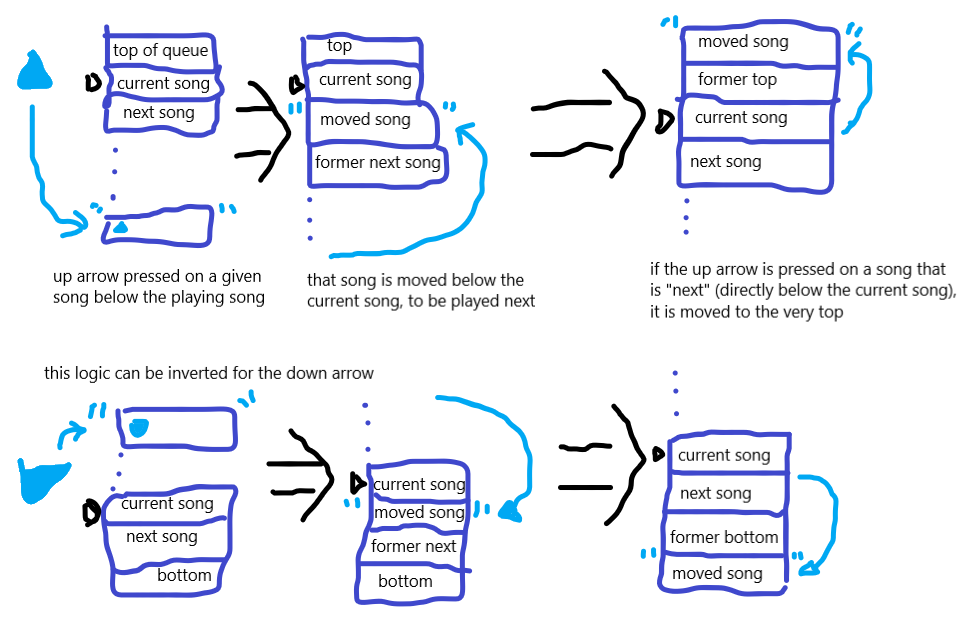 top of queue
current song
next song
up arrow pressed on a given
song below the playing song
top
current song
moved song
former next song
that song is moved below the
current song, to be played next
moved song
former top
current song
next song
if the up arrow is pressed on a song that
is "next" (directly below the current song),
it is moved to the very top
this logic can be inverted for the down arrow
current song
next song
bottom
current song
moved song
former next
bottom
current song
next song
former bottom
moved song